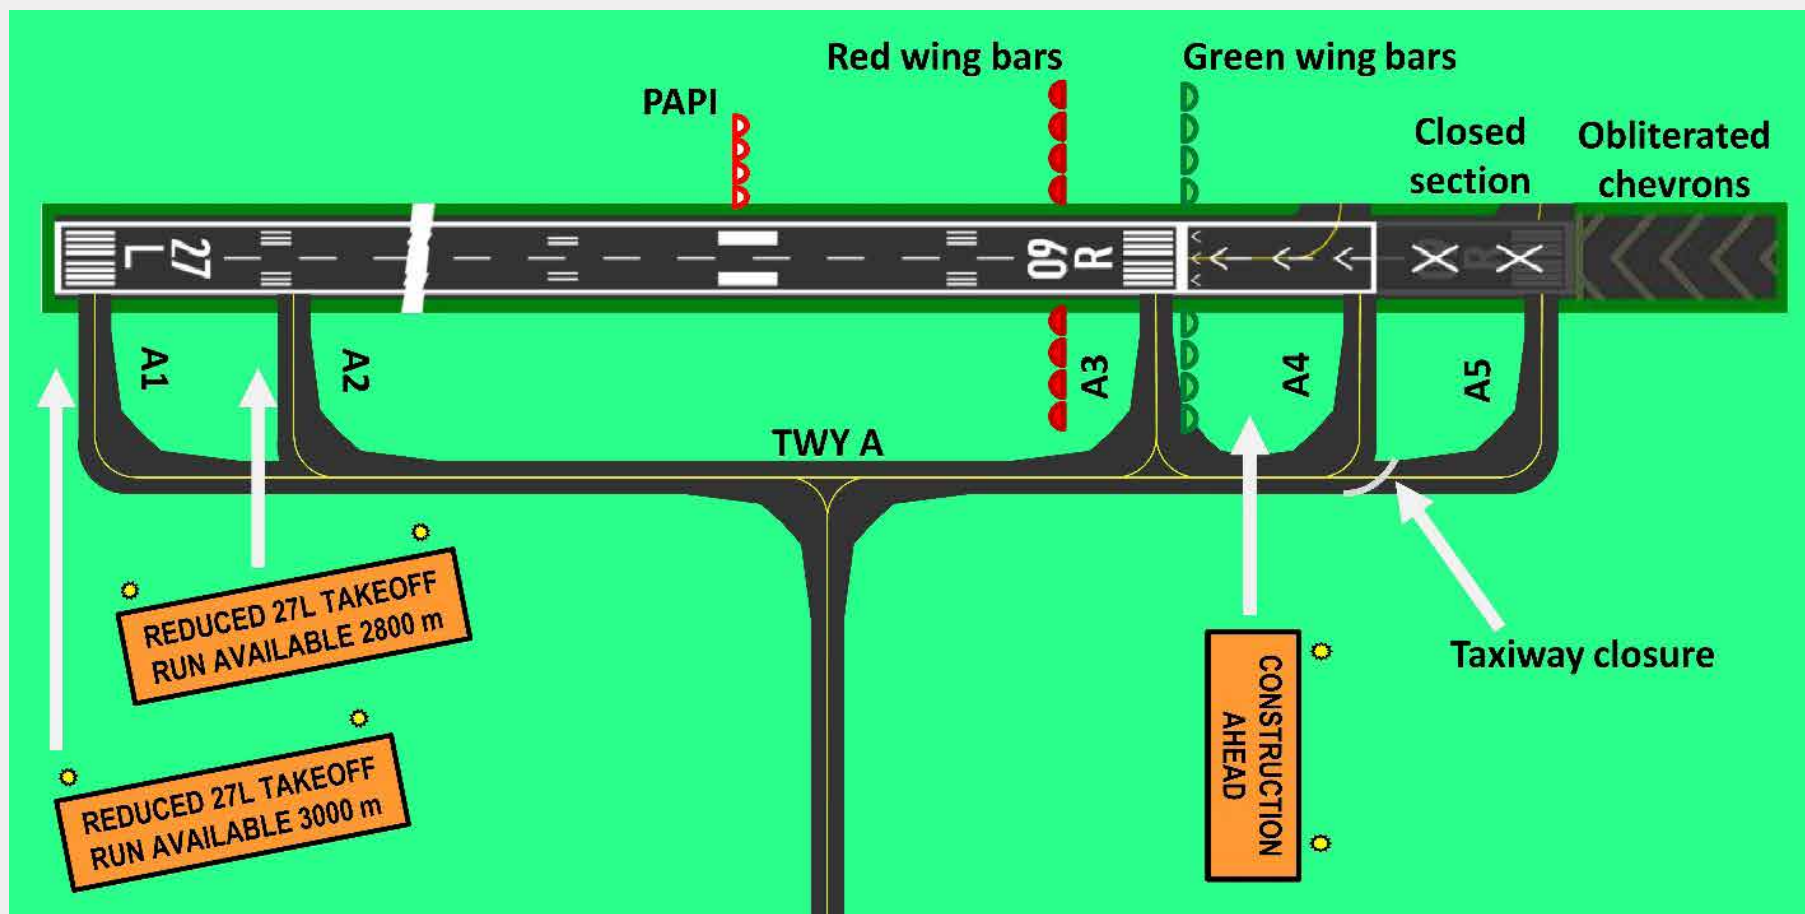 Red wing bars
Green wing bars
PAPI
Closed
section
Obliterated
chevrons
27
L
09
R
R
A1
A2
A3
A4
A5
TWY A
REDUCED 27L TAKEOFF
RUN AVAILABLE 2800 m
REDUCED 27L TAKEOFF
RUN AVAILABLE 3000 m
CONSTRUCTION
AHEAD
Taxiway closure